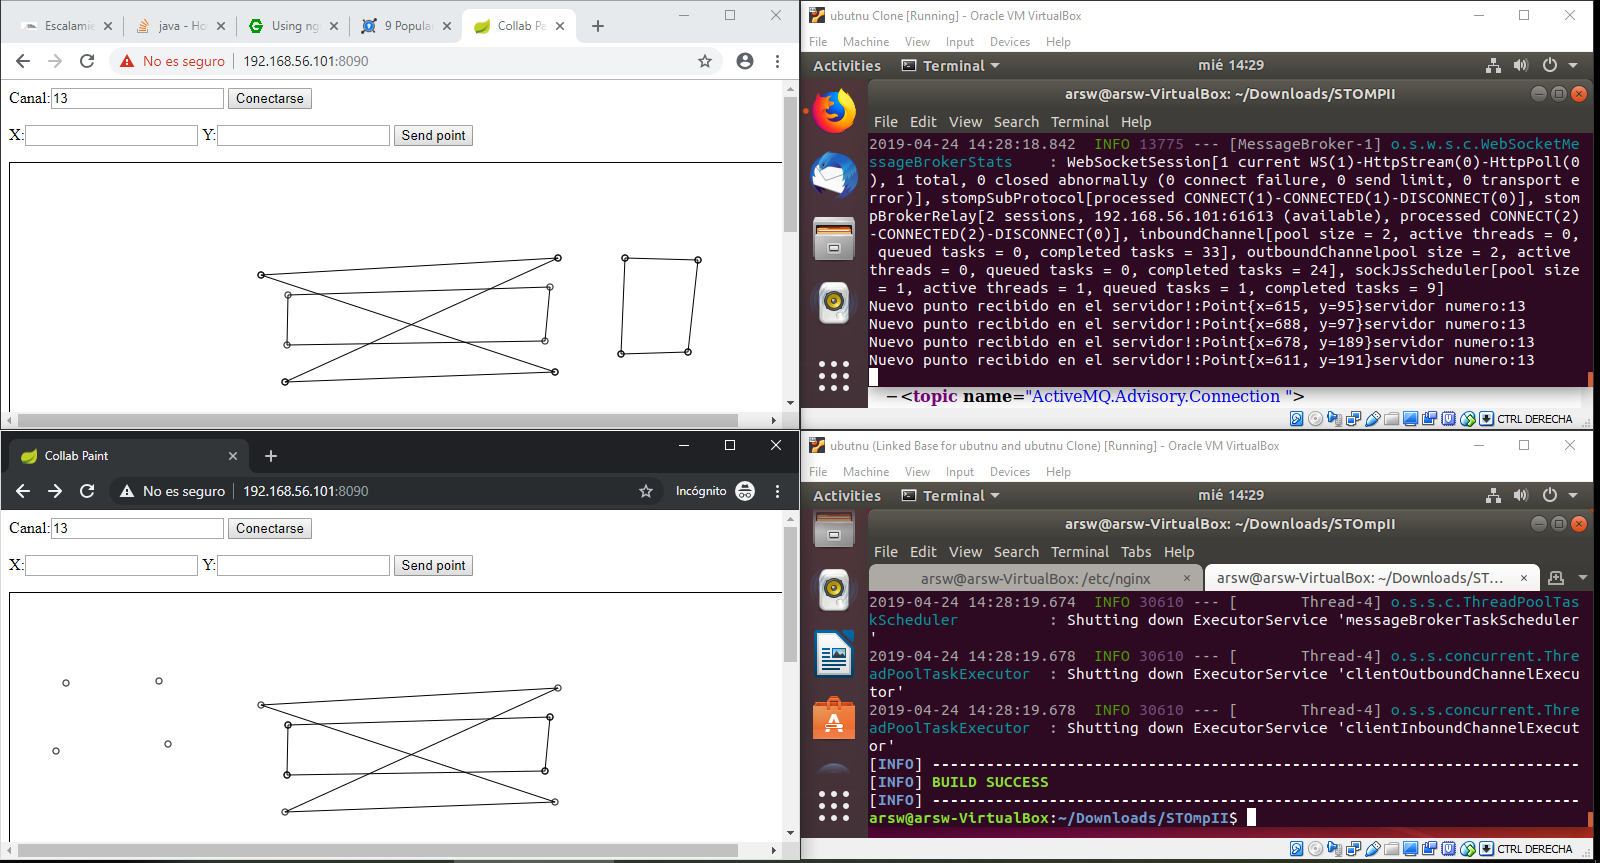 Escalamie
java - Ho
Using ng
9 Popula
Collab Pa
No es seguro
192.168.56.101:8090
Canal:
13
Conectarse
X:
Y:
Send point
ubutnu Clone [Running] - Oracle VM VirtualBox
File Machine View Input Devices Help
Activities
Terminal
mié 14:29
arsw@arsw-VirtualBox: ~/Downloads/STOMPII
File Edit View Search Terminal Help
2019-04-24 14:28:18.842  INFO 13775 --- [MessageBroker-1] o.s.w.s.c.WebSocketMe
ssageBrokerStats    : WebSocketSession[1 current WS(1)-HttpStream(0)-HttpPoll(0
), 1 total, 0 closed abnormally (0 connect failure, 0 send limit, 0 transport e
rror)], stompSubProtocol[processed CONNECT(1)-CONNECTED(1)-DISCONNECT(0)], stom
pBrokerRelay[2 sessions, 192.168.56.101:61613 (available), processed CONNECT(2)
-CONNECTED(2)-DISCONNECT(0)], inboundChannel[pool size = 2, active threads = 0,
queued tasks = 0, completed tasks = 33], outboundChannelpool size = 2, active
threads = 0, queued tasks = 0, completed tasks = 24], sockJsScheduler[pool size
= 1, active threads = 1, queued tasks = 1, completed tasks = 9]
Nuevo punto recibido en el servidor!:Point{x=615, y=95}servidor numero:13
Nuevo punto recibido en el servidor!:Point{x=688, y=97}servidor numero:13
Nuevo punto recibido en el servidor!:Point{x=678, y=189}servidor numero:13
Nuevo punto recibido en el servidor!:Point{x=611, y=191}servidor numero:13
−<topic name="ActiveMQ.Advisory.Connection ">
CTRL DERECHA
Collab Paint
No es seguro
192.168.56.101:8090
Incógnito
Canal:
13
Conectarse
X:
Y:
Send point
ubutnu (Linked Base for ubutnu and ubutnu Clone) [Running] - Oracle VM VirtualBox
File Machine View Input Devices Help
Activities
Terminal
mié 14:29
arsw@arsw-VirtualBox: ~/Downloads/STOmpII
File Edit View Search Terminal Tabs Help
arsw@arsw-VirtualBox: /etc/nginx
arsw@arsw-VirtualBox: ~/Downloads/ST...
2019-04-24 14:28:19.674  INFO 30610 --- [       Thread-4] o.s.s.c.ThreadPoolTas
kScheduler          : Shutting down ExecutorService 'messageBrokerTaskScheduler
'
2019-04-24 14:28:19.678  INFO 30610 --- [       Thread-4] o.s.s.concurrent.Thre
adPoolTaskExecutor  : Shutting down ExecutorService 'clientOutboundChannelExecu
tor'
2019-04-24 14:28:19.678  INFO 30610 --- [       Thread-4] o.s.s.concurrent.Thre
adPoolTaskExecutor  : Shutting down ExecutorService 'clientInboundChannelExecut
or'
[INFO] ------------------------------------------------------------------------
[INFO] BUILD SUCCESS
[INFO] ------------------------------------------------------------------------
arsw@arsw-VirtualBox:~/Downloads/STOmpII$
CTRL DERECHA